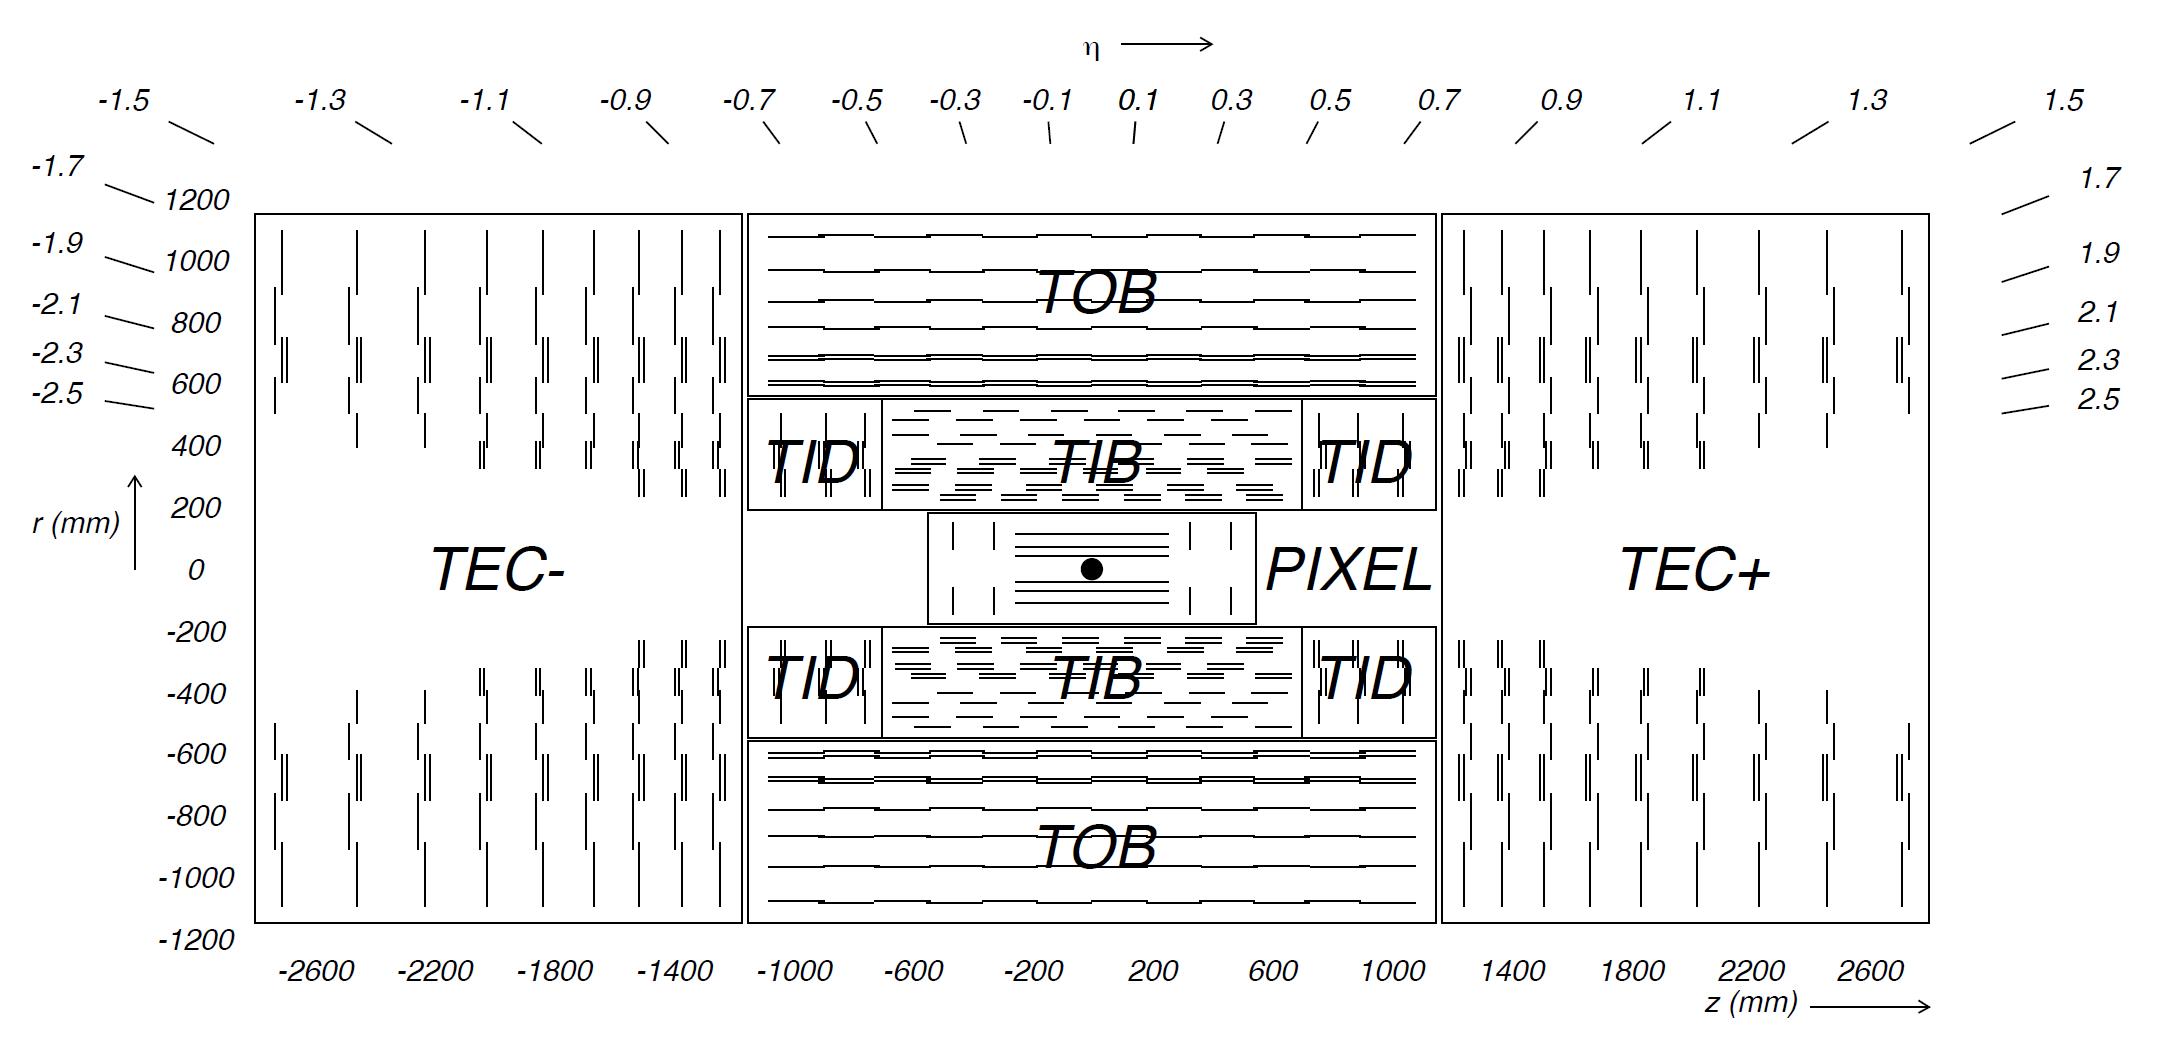 η
-1.5 -1.3 -1.1 -0.9 -0.7 -0.5 -0.3 -0.1 0.1 0.3 0.5 0.7 0.9 1.1 1.3 1.5
-1.7 1.7
1200
-1.9 1.9
1000
-2.1 2.1
800
-2.3 2.3
600
-2.5 2.5
TOB
400
TID TIB TID
200
r (mm)
0
TEC- PIXEL TEC+
-200
TID TIB TID
-400
-600
-800
TOB
-1000
-1200
-2600 -2200 -1800 -1400 -1000 -600 -200 200 600 1000 1400 1800 2200 2600
z (mm)